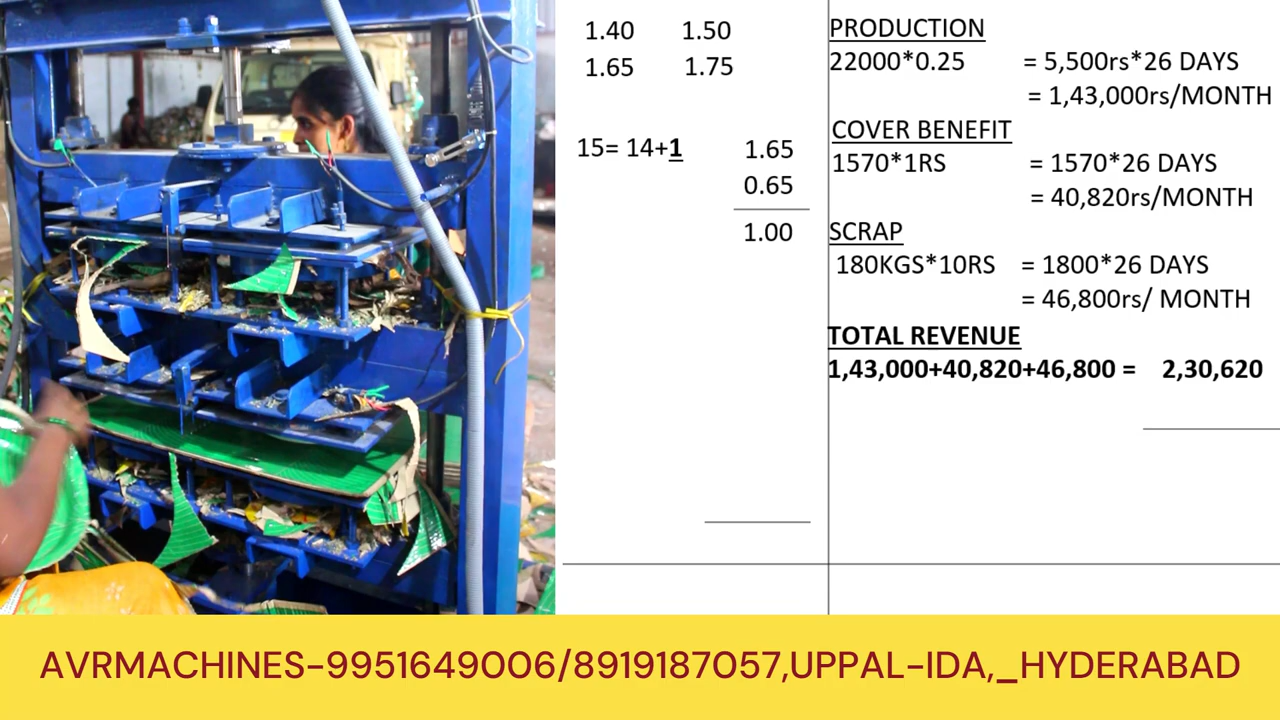 1.40 1.50
1.65 1.75
15= 14+1
1.65
0.65
1.00
PRODUCTION
22000*0.25 = 5,500rs*26 DAYS
= 1,43,000rs/MONTH
COVER BENEFIT
1570*1RS = 1570*26 DAYS
= 40,820rs/MONTH
SCRAP
180KGS*10RS = 1800*26 DAYS
= 46,800rs/ MONTH
TOTAL REVENUE
1,43,000+40,820+46,800 = 2,30,620
AVRMACHINES-9951649006/8919187057,UPPAL-IDA,_HYDERABAD